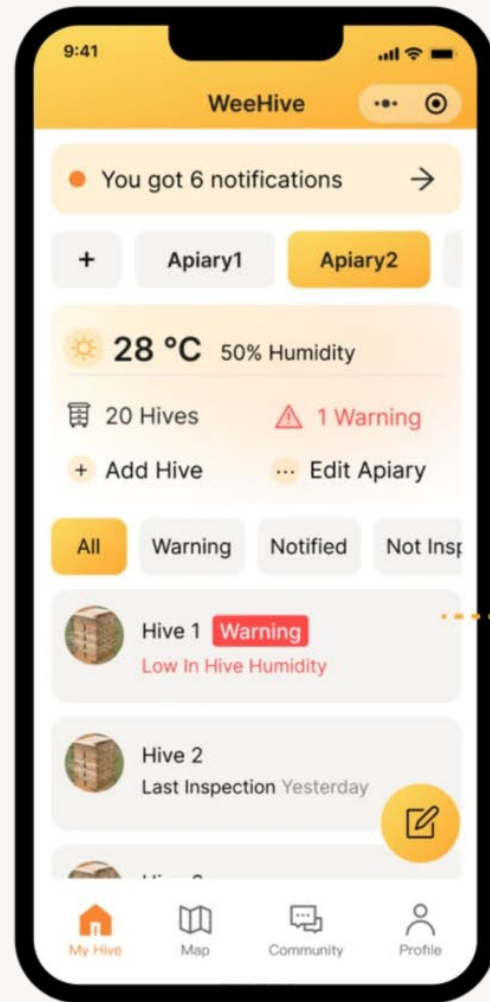 9:41
WeeHive
You got 6 notifications
+ Apiary1 Apiary2
28 °C 50% Humidity
20 Hives 1 Warning
+ Add Hive ... Edit Apiary
All Warning Notified Not Insp
Hive 1 Warning
Low In Hive Humidity
Hive 2
Last Inspection Yesterday
My Hive Map Community Profile